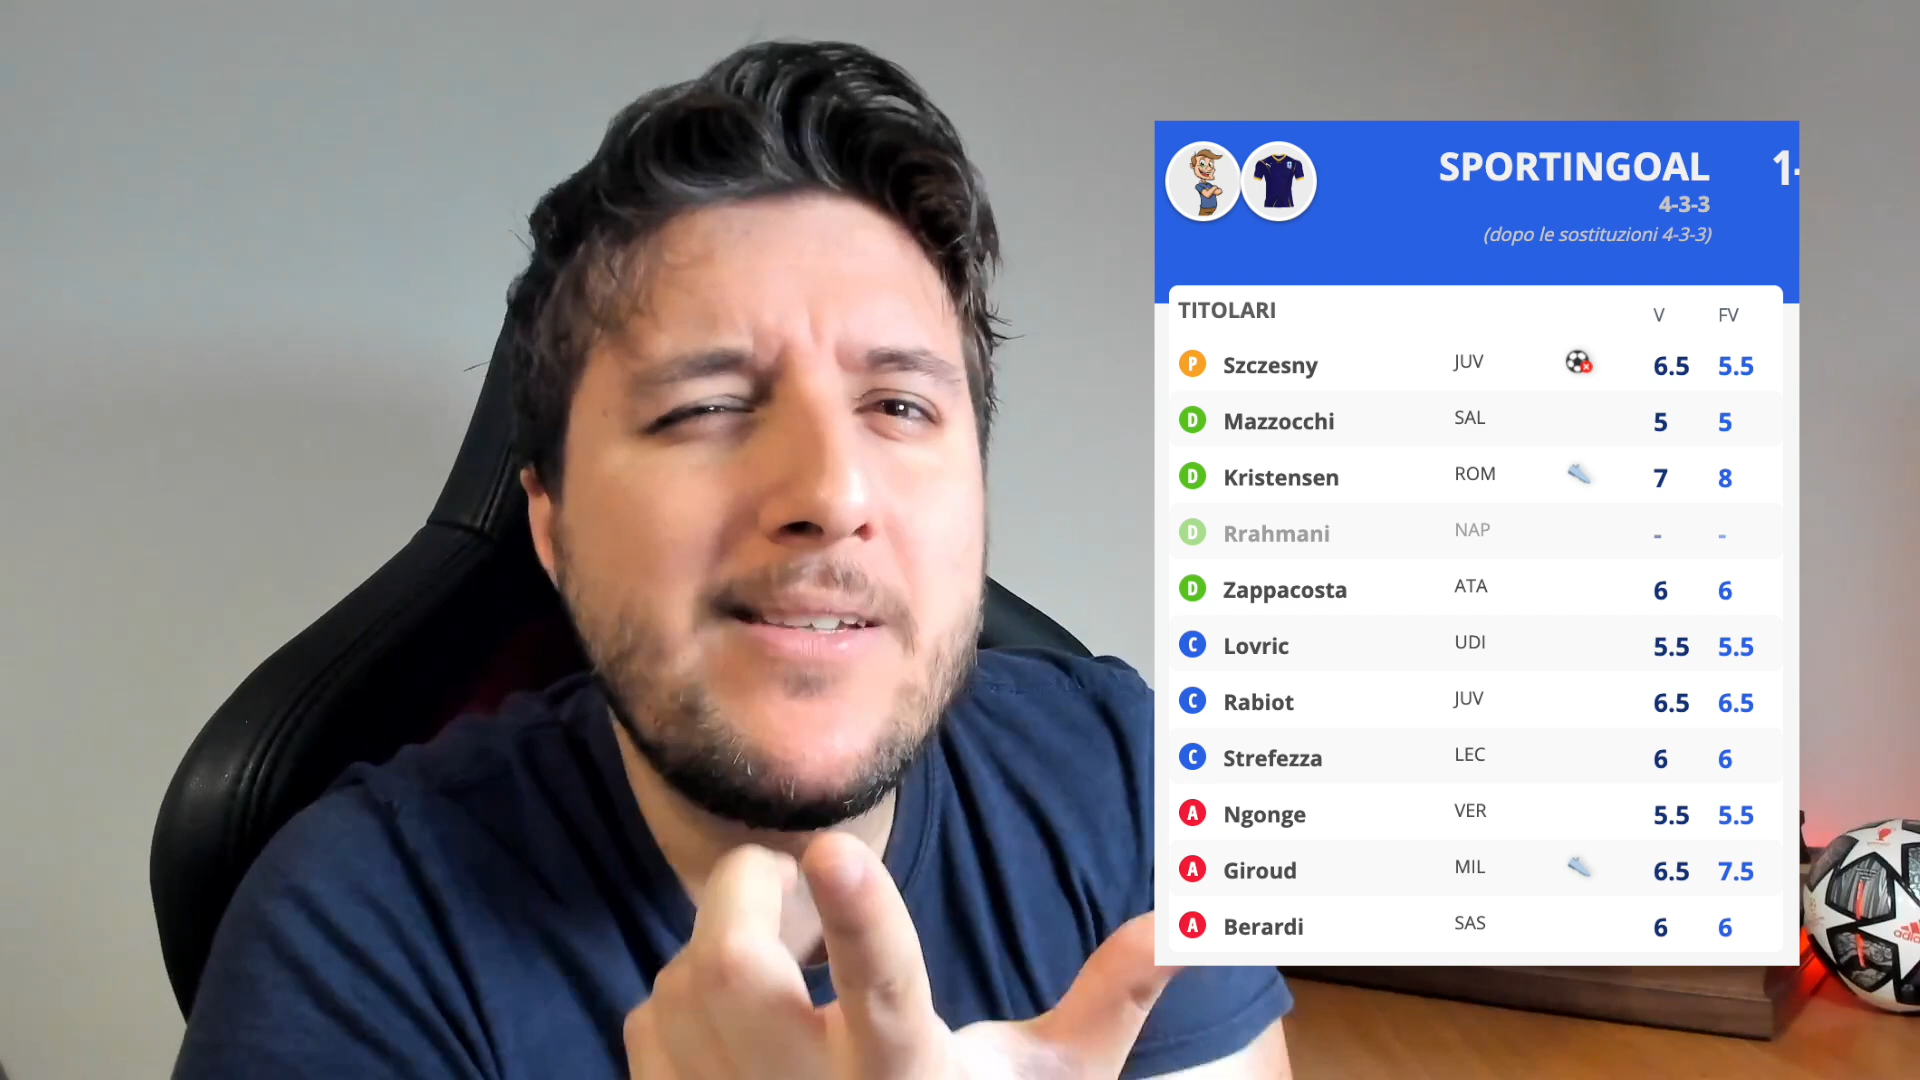 SPORTINGOAL 1-
4-3-3
(dopo le sostituzioni 4-3-3)
TITOLARI V FV
P Szczesny JUV 6.5 5.5
D Mazzocchi SAL 5 5
D Kristensen ROM 7 8
D Rrahmani NAP - -
D Zappacosta ATA 6 6
C Lovric UDI 5.5 5.5
C Rabiot JUV 6.5 6.5
C Strefezza LEC 6 6
A Ngonge VER 5.5 5.5
A Giroud MIL 6.5 7.5
A Berardi SAS 6 6